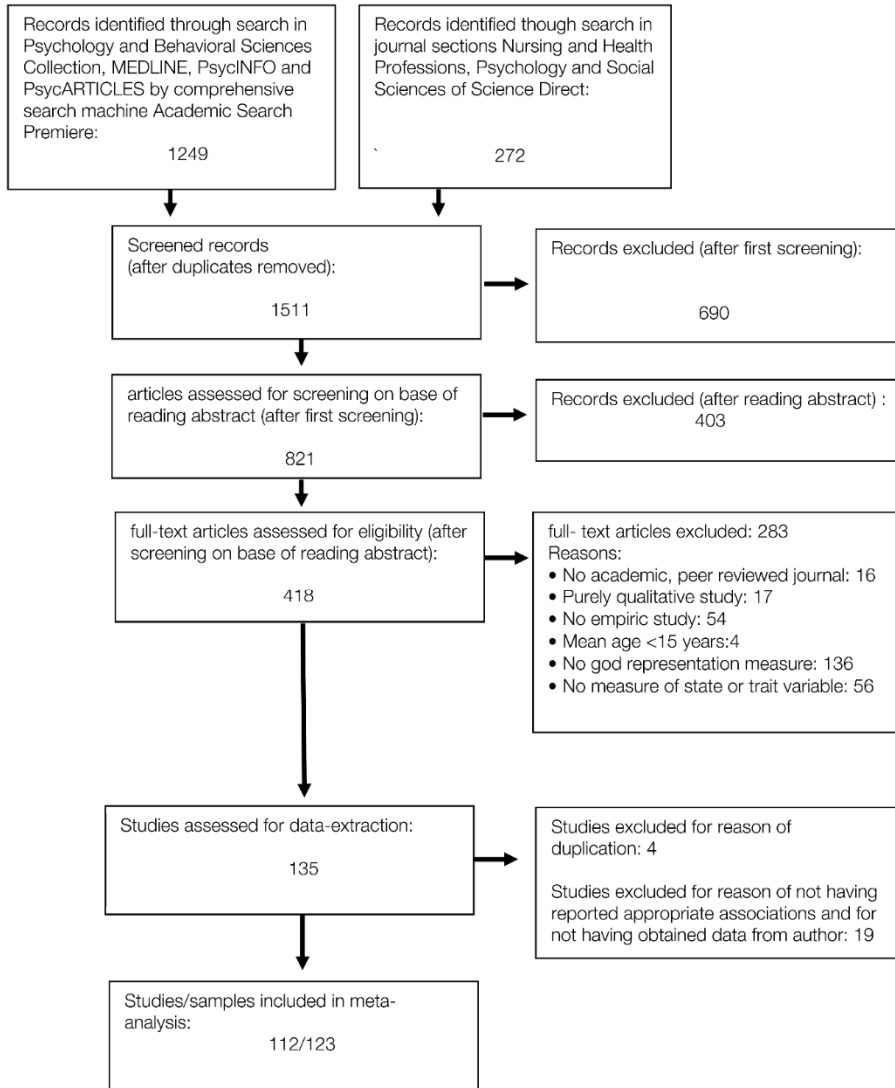 Records identified through search in
Psychology and Behavioral Sciences
Collection, MEDLINE, PsycINFO and
PsycARTICLES by comprehensive
search machine Academic Search
Premiere:
1249
Records identified though search in
journal sections Nursing and Health
Professions, Psychology and Social
Sciences of Science Direct:
` 272
Screened records
(after duplicates removed):
1511
Records excluded (after first screening):
690
articles assessed for screening on base of
reading abstract (after first screening):
821
Records excluded (after reading abstract) :
403
full-text articles assessed for eligibility (after
screening on base of reading abstract):
418
full- text articles excluded: 283
Reasons:
• No academic, peer reviewed journal: 16
• Purely qualitative study: 17
• No empiric study: 54
• Mean age <15 years:4
• No god representation measure: 136
• No measure of state or trait variable: 56
Studies assessed for data-extraction:
135
Studies excluded for reason of
duplication: 4
Studies excluded for reason of not having
reported appropriate associations and for
not having obtained data from author: 19
Studies/samples included in meta-
analysis:
112/123